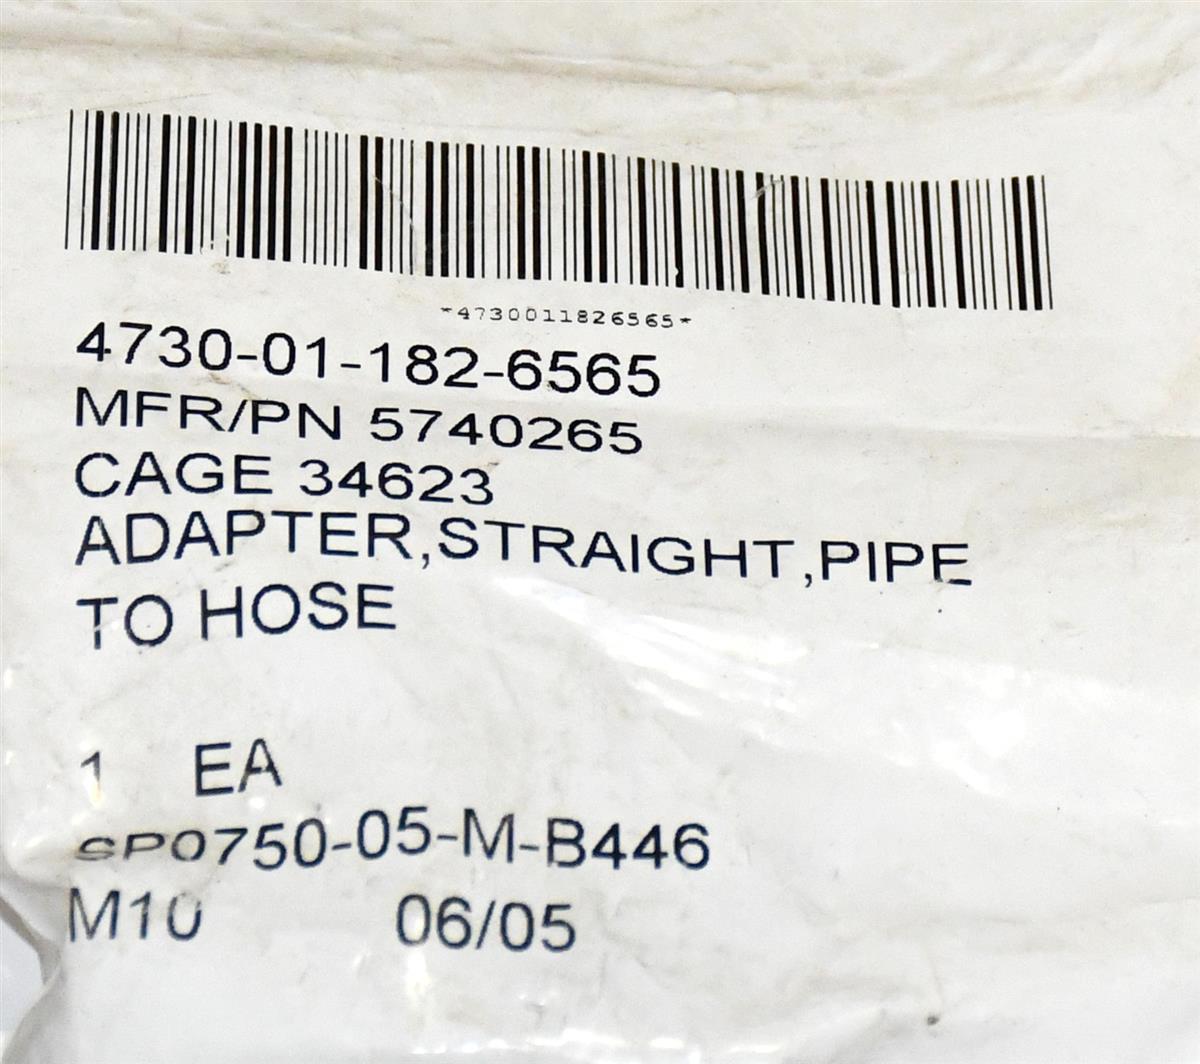 *4730011826565*
4730-01-182-6565
MFR/PN 5740265
CAGE 34623
ADAPTER,STRAIGHT,PIPE
TO HOSE
1 EA
SP0750-05-M-B446
M10 06/05